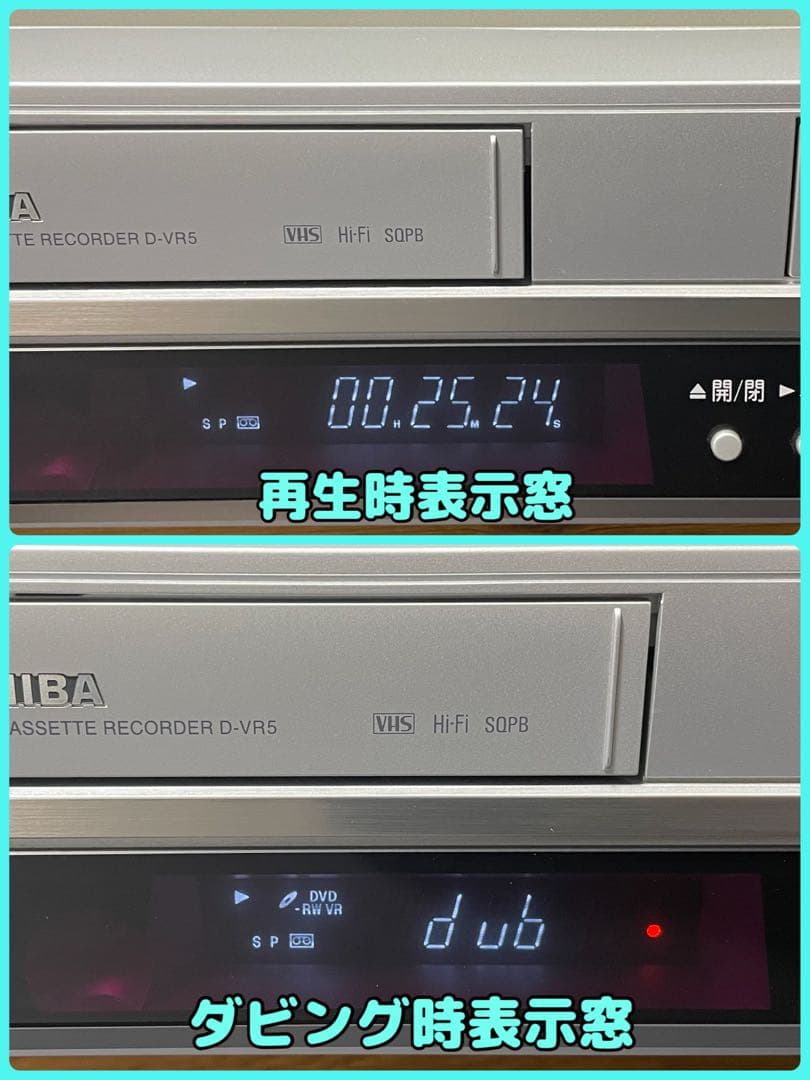 A
TE RECORDER D-VR5
VHS Hi-Fi SQPB
00H25M24S
SP
▲開/閉 ▶
再生時表示窓
HIBA
ASSETTE RECORDER D-VR5
VHS Hi-Fi SQPB
DVD
-RW VR
SP
dub
ダビング時表示窓